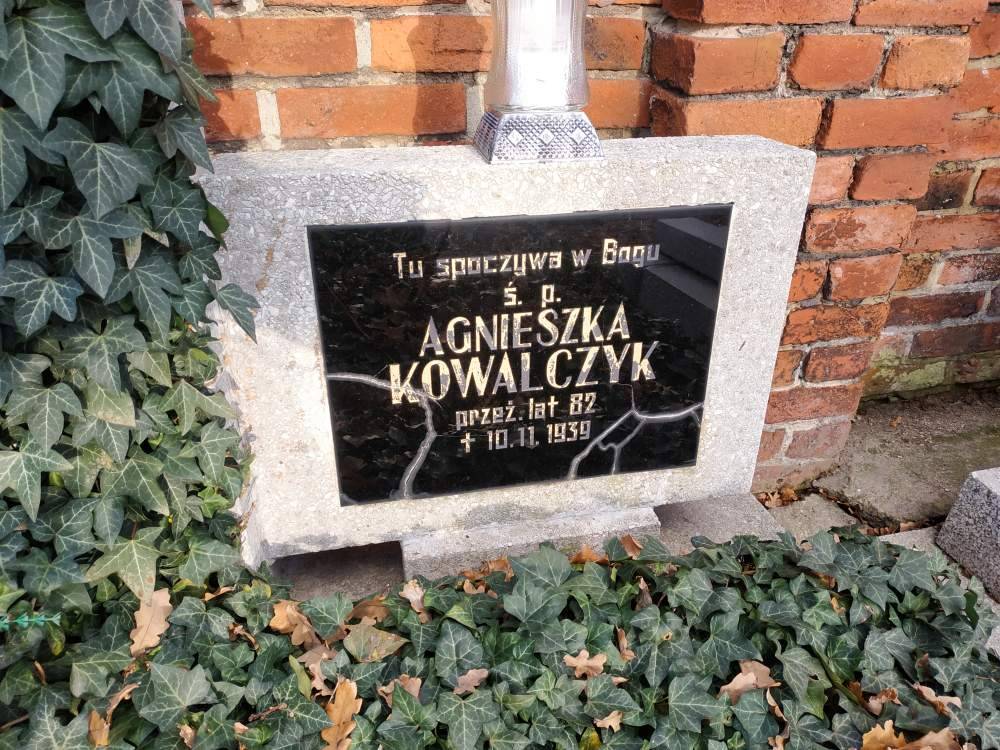 Tu spoczywa w Bogu
ś. p.
AGNIESZKA
KOWALCZYK
przeż. lat 82
✝ 10.11.1939